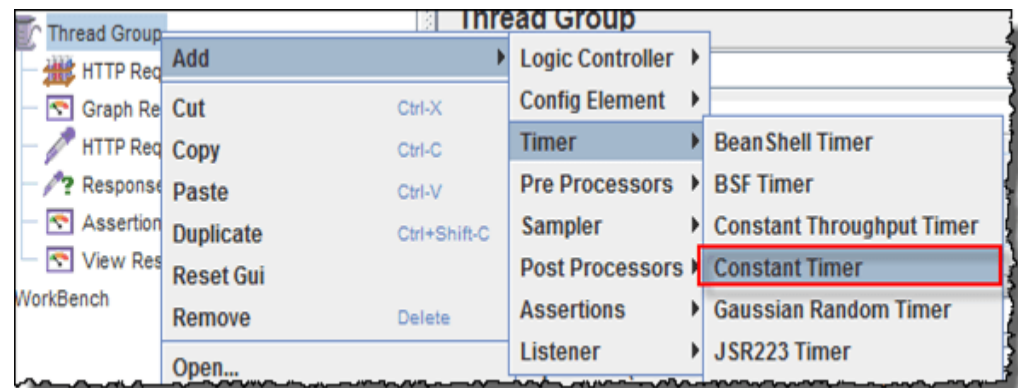 Thread Group
Thread Group
HTTP Req
Graph Re
HTTP Req
Response
Assertion
View Res
WorkBench
Add
Cut Ctrl-X
Copy Ctrl-C
Paste Ctrl-V
Duplicate Ctrl+Shift-C
Reset Gui
Remove Delete
Open...
Logic Controller
Config Element
Timer
Pre Processors
Sampler
Post Processors
Assertions
Listener
BeanShell Timer
BSF Timer
Constant Throughput Timer
Constant Timer
Gaussian Random Timer
JSR223 Timer